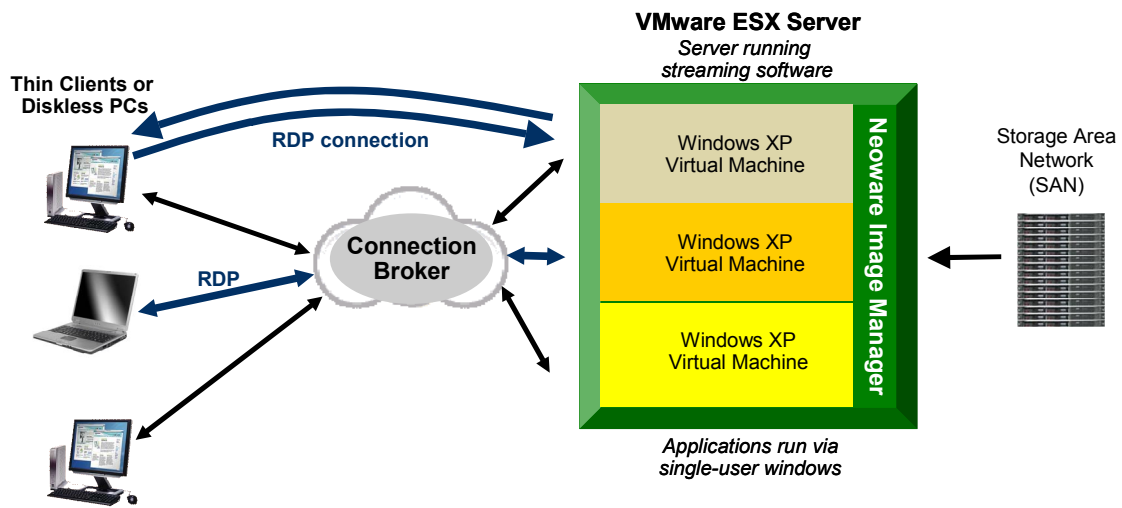 VMware ESX Server
Server running
streaming software
Thin Clients or
Diskless PCs
RDP connection
Connection
Broker
RDP
Windows XP
Virtual Machine
Windows XP
Virtual Machine
Windows XP
Virtual Machine
Neoware Image Manager
Storage Area
Network
(SAN)
Applications run via
single-user windows